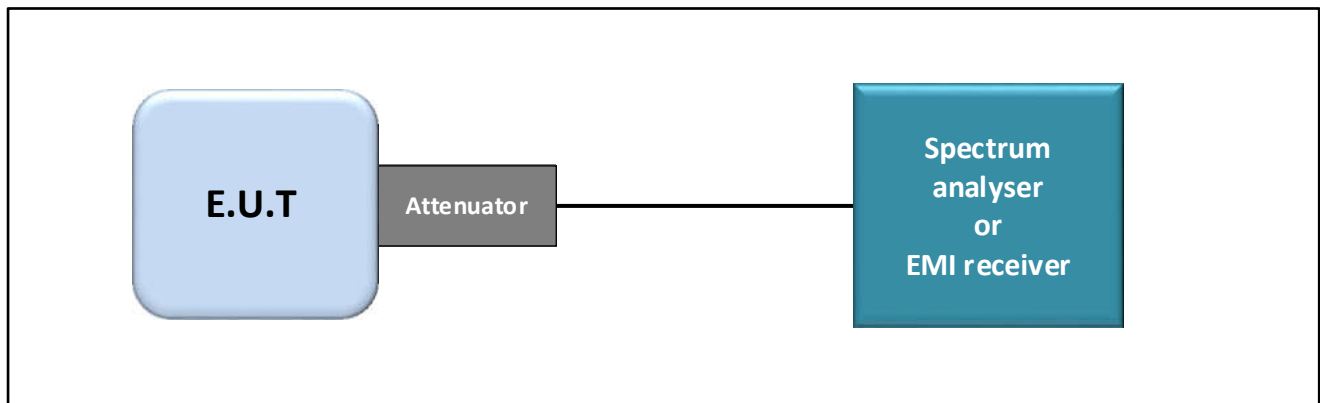 E.U.T
Attenuator
Spectrum
analyser
or
EMI receiver